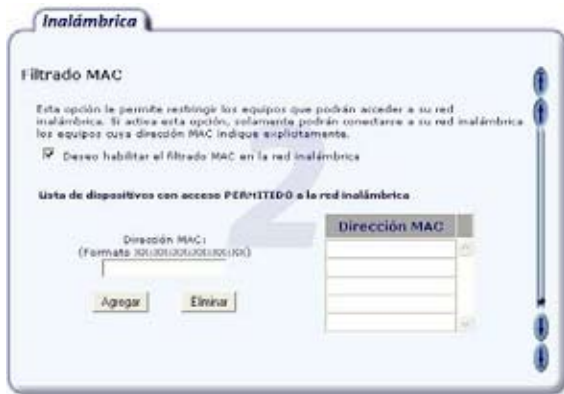 Inalámbrica
Filtrado MAC
Esta opción le permite restringir los equipos que podrán acceder a su red
inalámbrica. Si activa esta opción, solamente podrán conectarse a su red inalámbrica
los equipos cuya dirección MAC indique explícitamente.
Deseo habilitar el filtrado MAC en la red inalámbrica
2
Lista de dispositivos con acceso PERMITIDO a la red inalámbrica
Dirección MAC:
(Formato XX:XX:XX:XX:XX:XX)
Agregar Eliminar
Dirección MAC